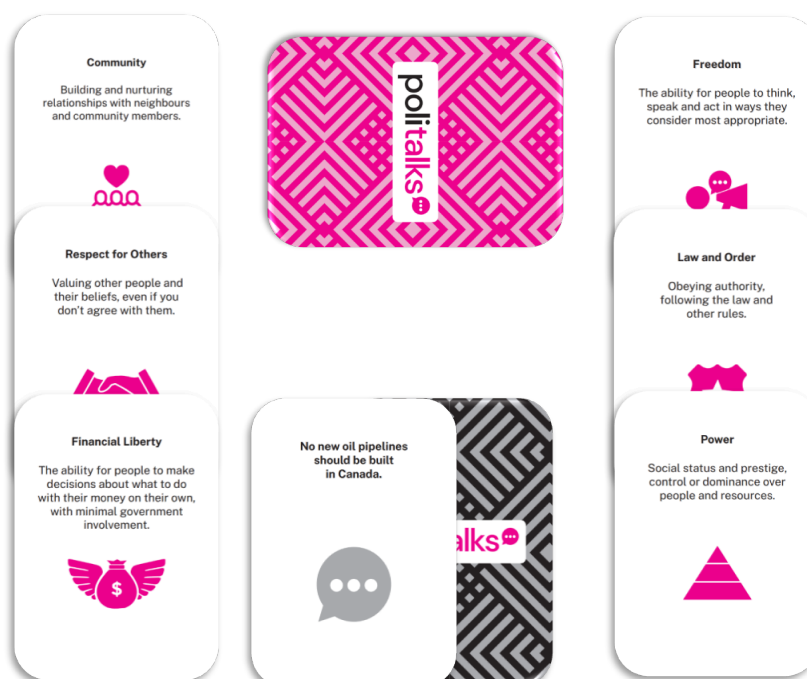 Community
Building and nurturing
relationships with neighbours
and community members.
Respect for Others
Valuing other people and
their beliefs, even if you
don't agree with them.
Financial Liberty
The ability for people to make
decisions about what to do
with their money on their own,
with minimal government
involvement.
$
politalks
No new oil pipelines
should be built
in Canada.
alks
Freedom
The ability for people to think,
speak and act in ways they
consider most appropriate.
Law and Order
Obeying authority,
following the law and
other rules.
Power
Social status and prestige,
control or dominance over
people and resources.